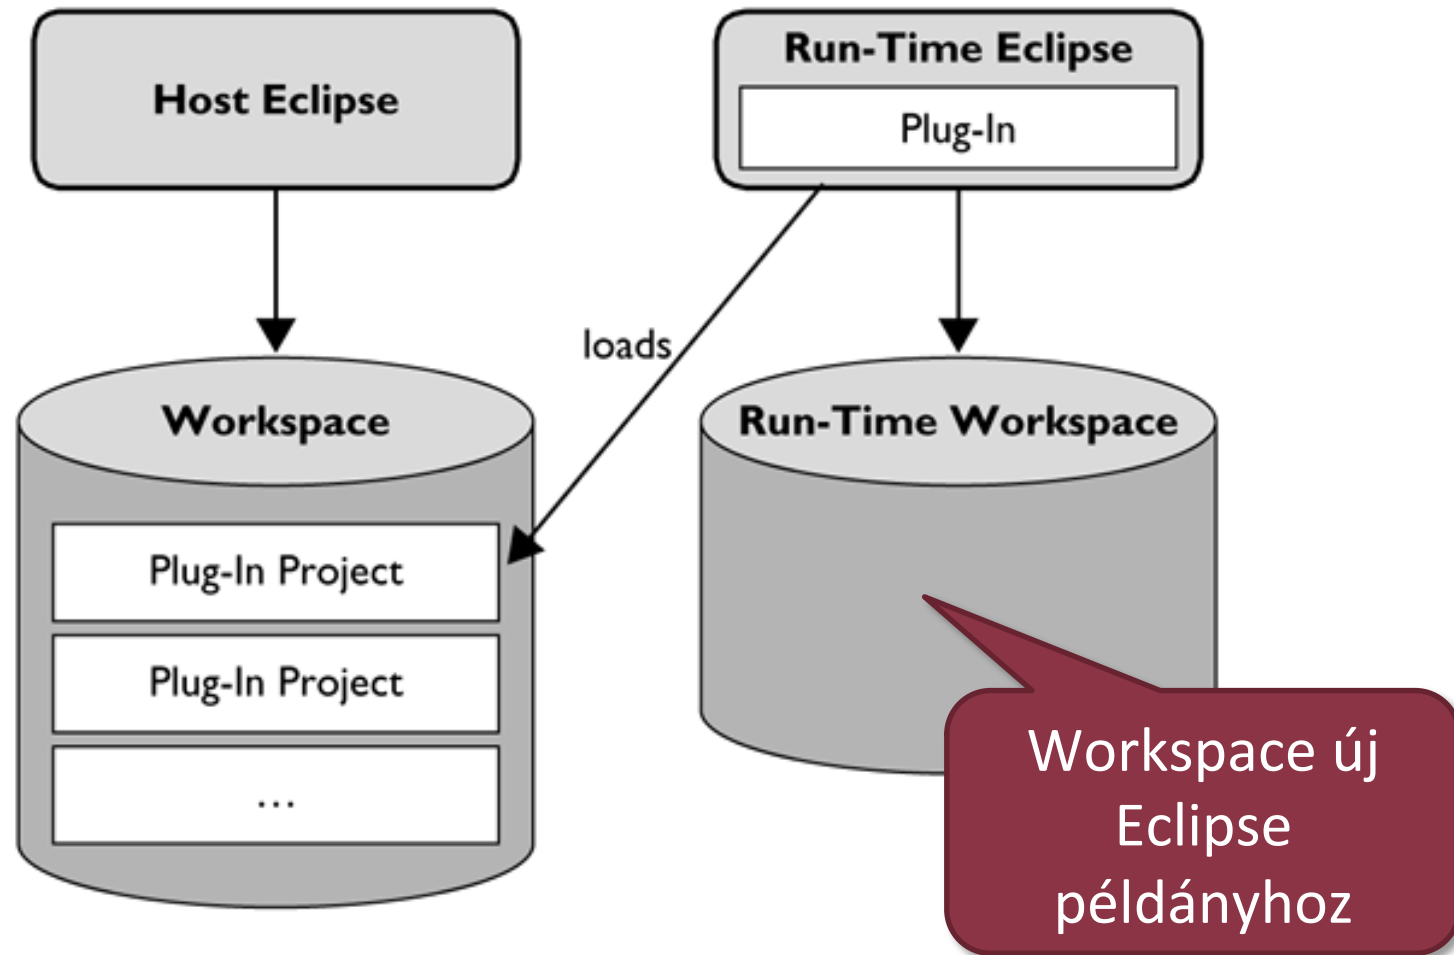 Host Eclipse
Run-Time Eclipse
Plug-In
loads
Workspace
Run-Time Workspace
Plug-In Project
Plug-In Project
...
Workspace új
Eclipse
példányhoz